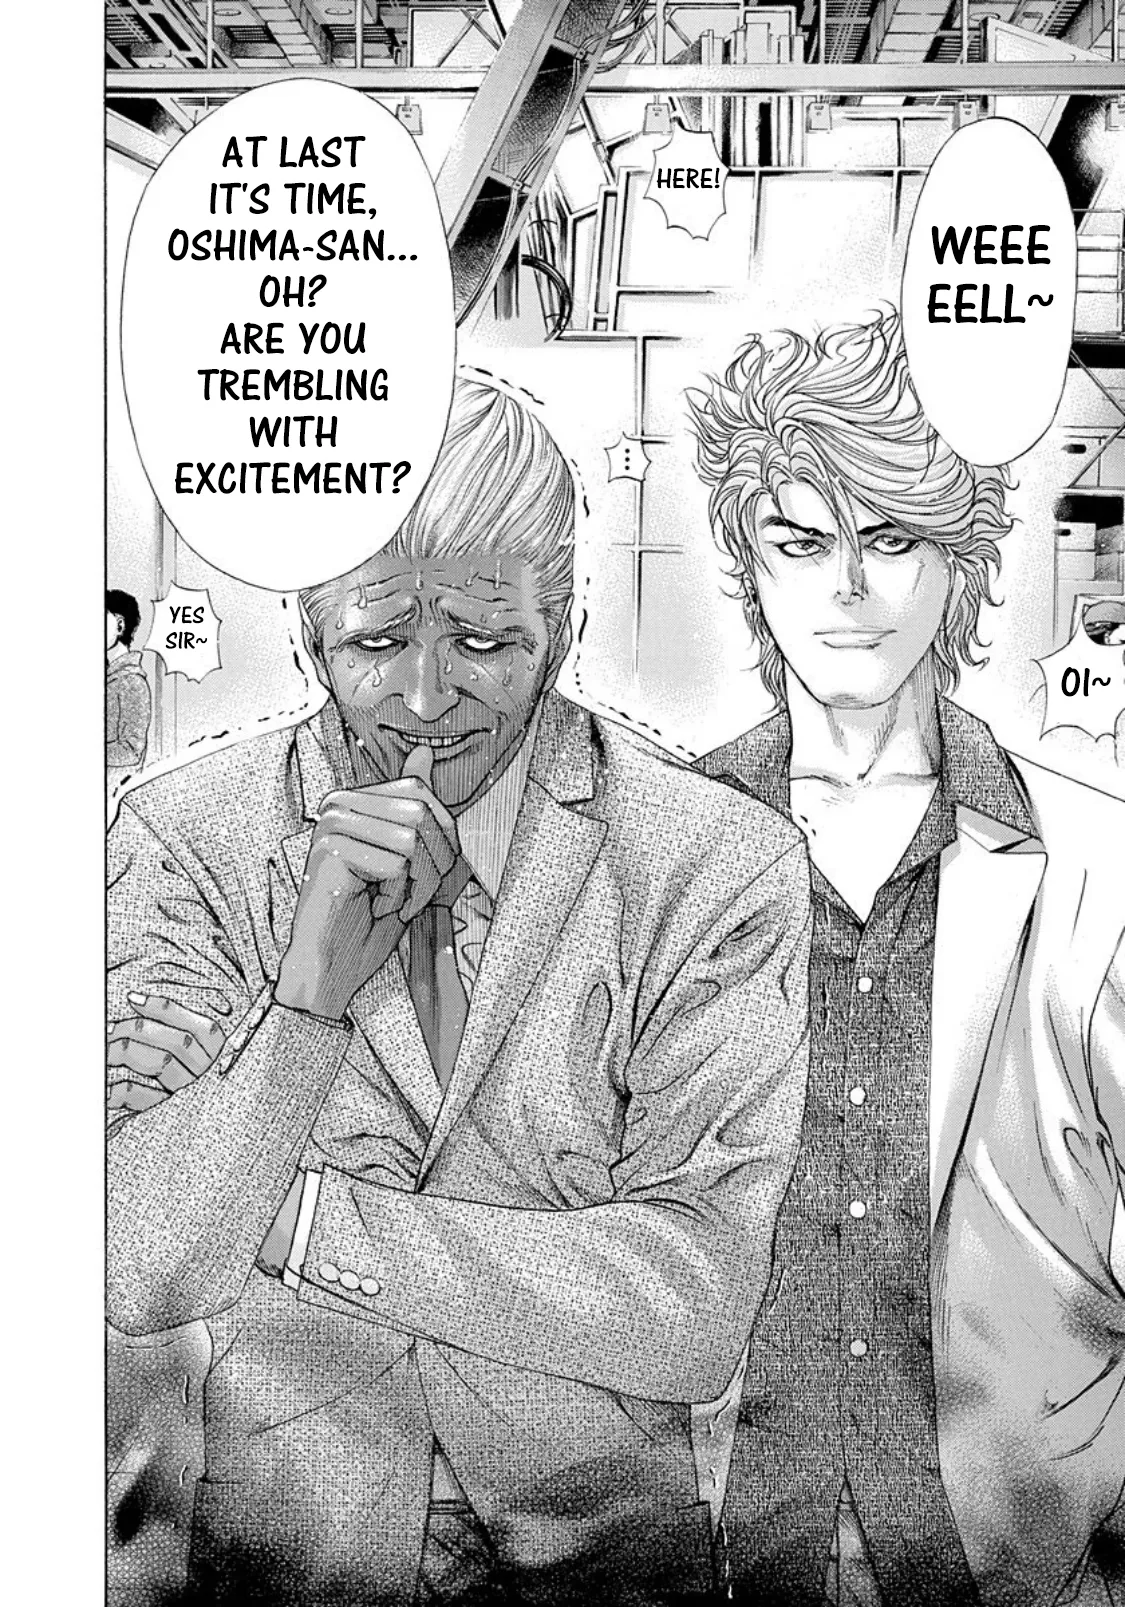 WEEE
EELL~
HERE!
AT LAST
IT'S TIME,
OSHIMA-SAN...
OH?
ARE YOU
TREMBLING
WITH
EXCITEMENT?
...
YES
SIR~
OI~